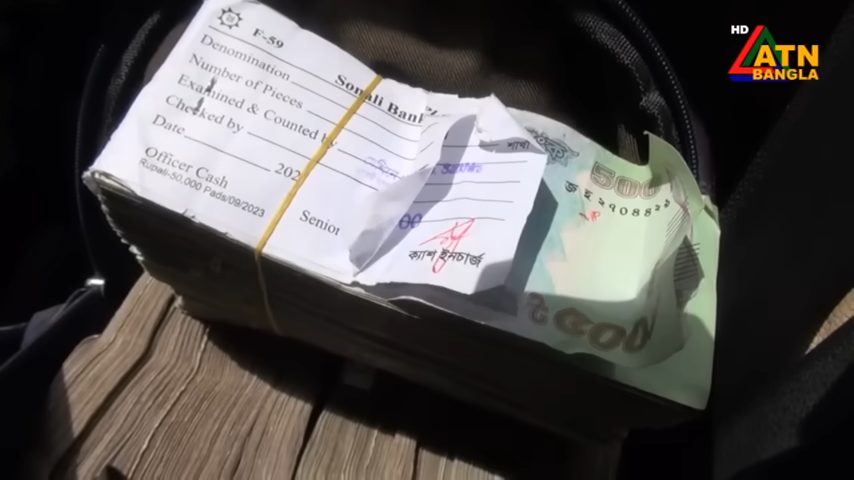 F-59
Denomination
Number of Pieces
Sonali Bank
Examined & Counted by
Checked by
Date 202
Officer Cash
Rupali-50,000 Pads/09/2023
Senior
শাখা
ক্যাশ ইনচার্জ
500
৫০০
HD
ATN
BANGLA